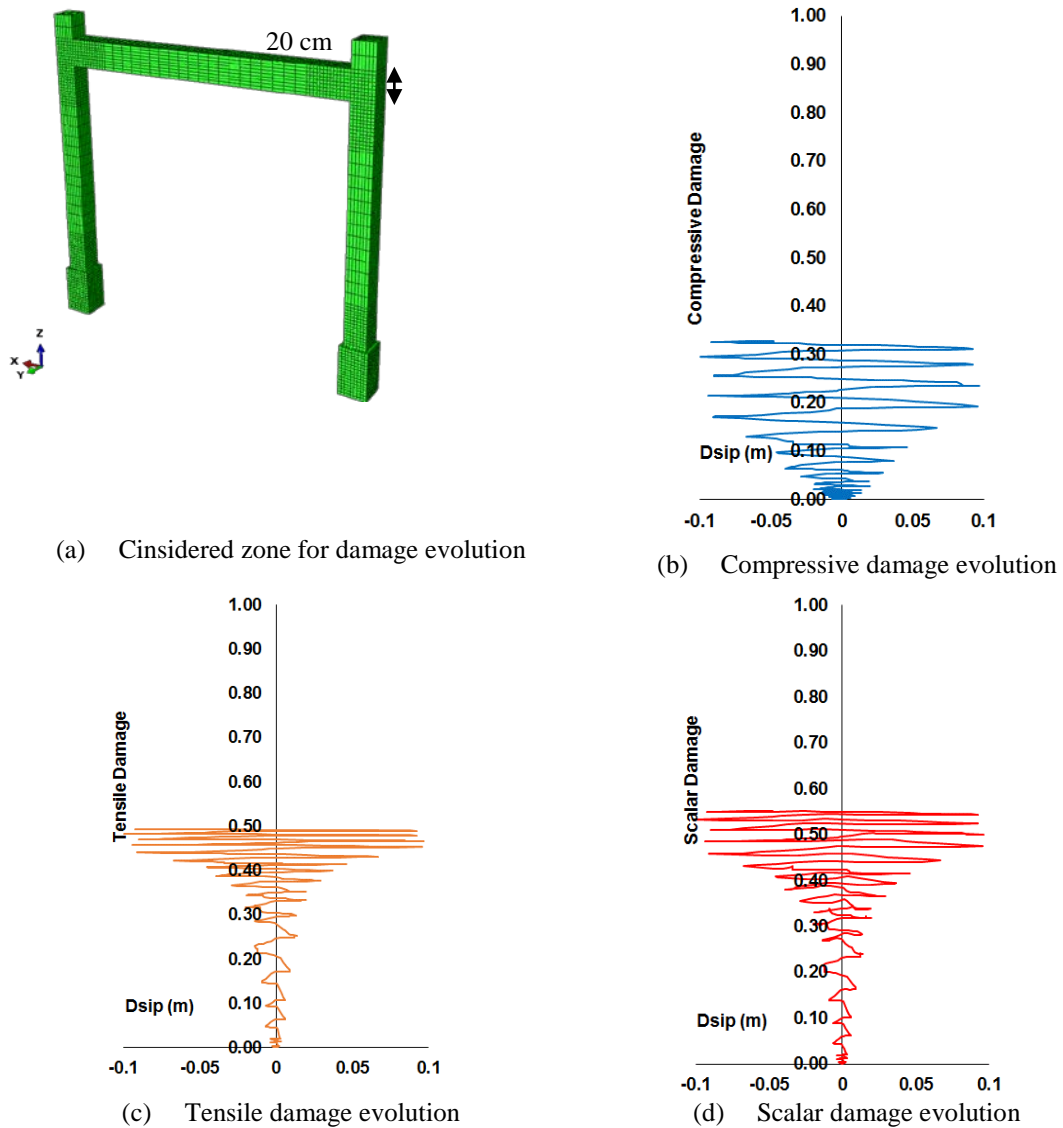 20 cm
Z
X
Y
(a) Cinsidered zone for damage evolution
1.00
0.90
0.80
0.70
0.60
0.50
0.40
0.30
0.20
0.10
0.00
Compressive Damage
Dsip (m)
-0.1 -0.05 0 0.05 0.1
(b) Compressive damage evolution
1.00
0.90
0.80
0.70
0.60
0.50
0.40
0.30
0.20
0.10
0.00
Tensile Damage
Dsip (m)
-0.1 -0.05 0 0.05 0.1
(c) Tensile damage evolution
1.00
0.90
0.80
0.70
0.60
0.50
0.40
0.30
0.20
0.10
0.00
Scalar Damage
Dsip (m)
-0.1 -0.05 0 0.05 0.1
(d) Scalar damage evolution